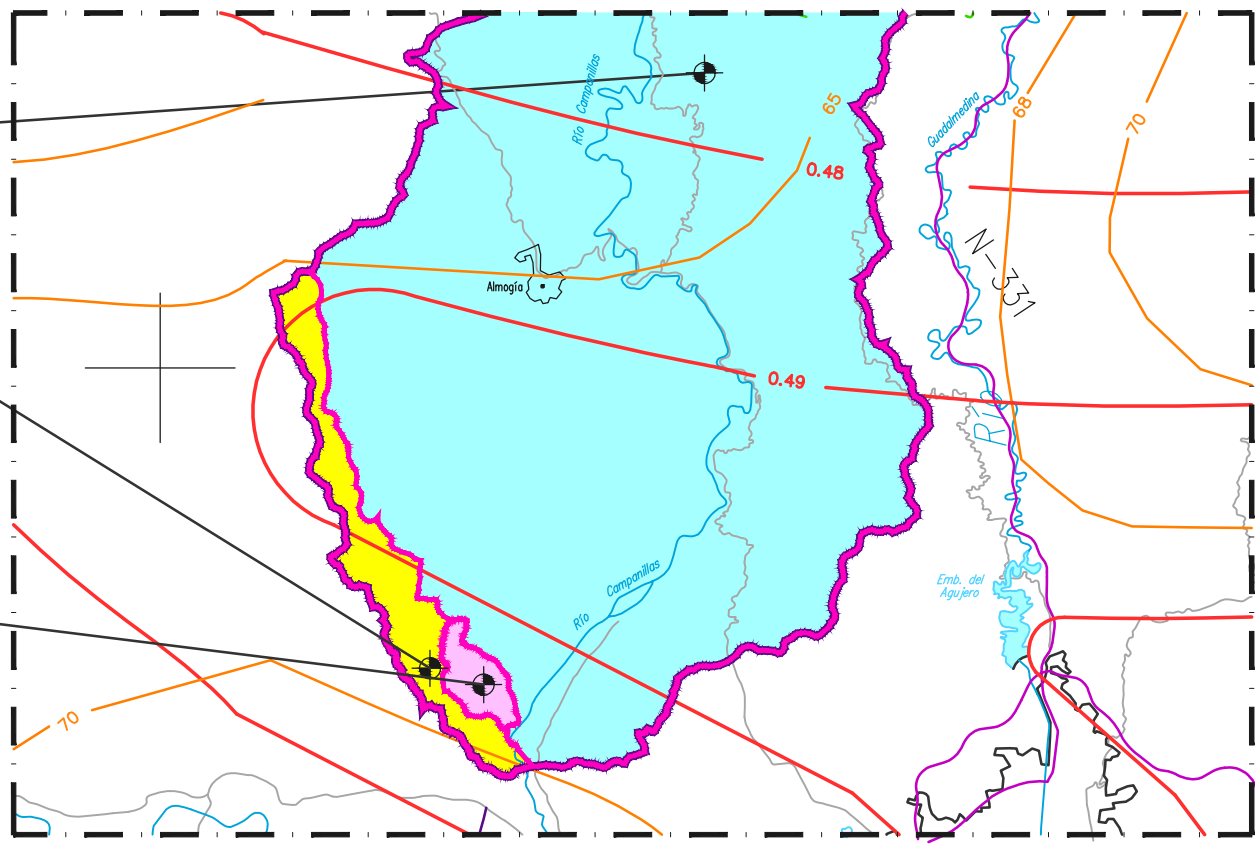 Río Campanillas
65
68
70
Guadalmedina
0.48
N-331
Almogía
0.49
Río
Río Campanillas
Emb. del
Agujero
70